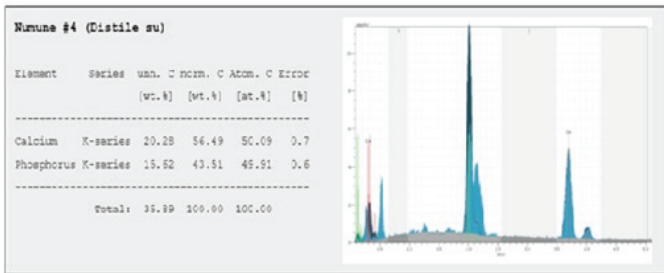 Numune #4 (Distile su)
Element Series unn. C norm. C Atom. C Error
[wt.%] [wt.%] [at.%] [%]
Calcium K-series 20.28 56.49 50.09 0.7
Phosphorus K-series 15.62 43.51 49.91 0.6
Total: 35.89 100.00 100.00